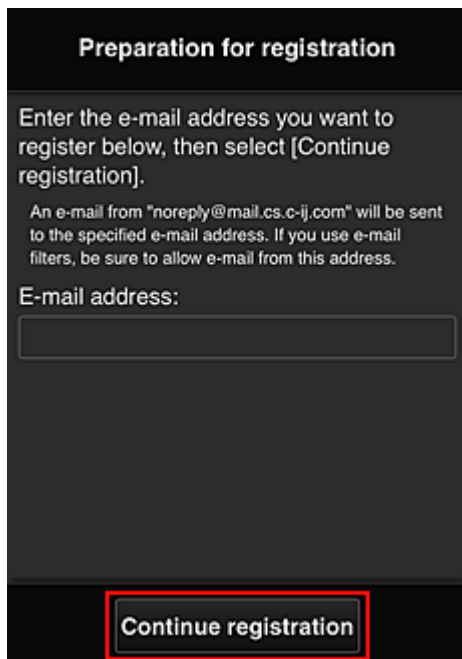 Preparation for registration
Enter the e-mail address you want to
register below, then select [Continue
registration].
An e-mail from "noreply@mail.cs.c-ij.com" will be sent
to the specified e-mail address. If you use e-mail
filters, be sure to allow e-mail from this address.
E-mail address:
Continue registration